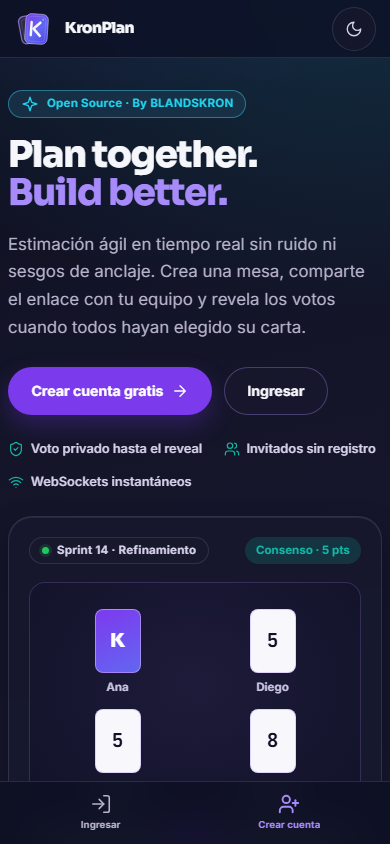 K
KronPlan
Open Source · By BLANDSKRON
Plan together.
Build better.
Estimación ágil en tiempo real sin ruido ni
sesgos de anclaje. Crea una mesa, comparte
el enlace con tu equipo y revela los votos
cuando todos hayan elegido su carta.
Crear cuenta gratis
Ingresar
Voto privado hasta el reveal
Invitados sin registro
WebSockets instantáneos
Sprint 14 · Refinamiento
Consenso · 5 pts
K
5
Ana
Diego
5
8
Ingresar
Crear cuenta